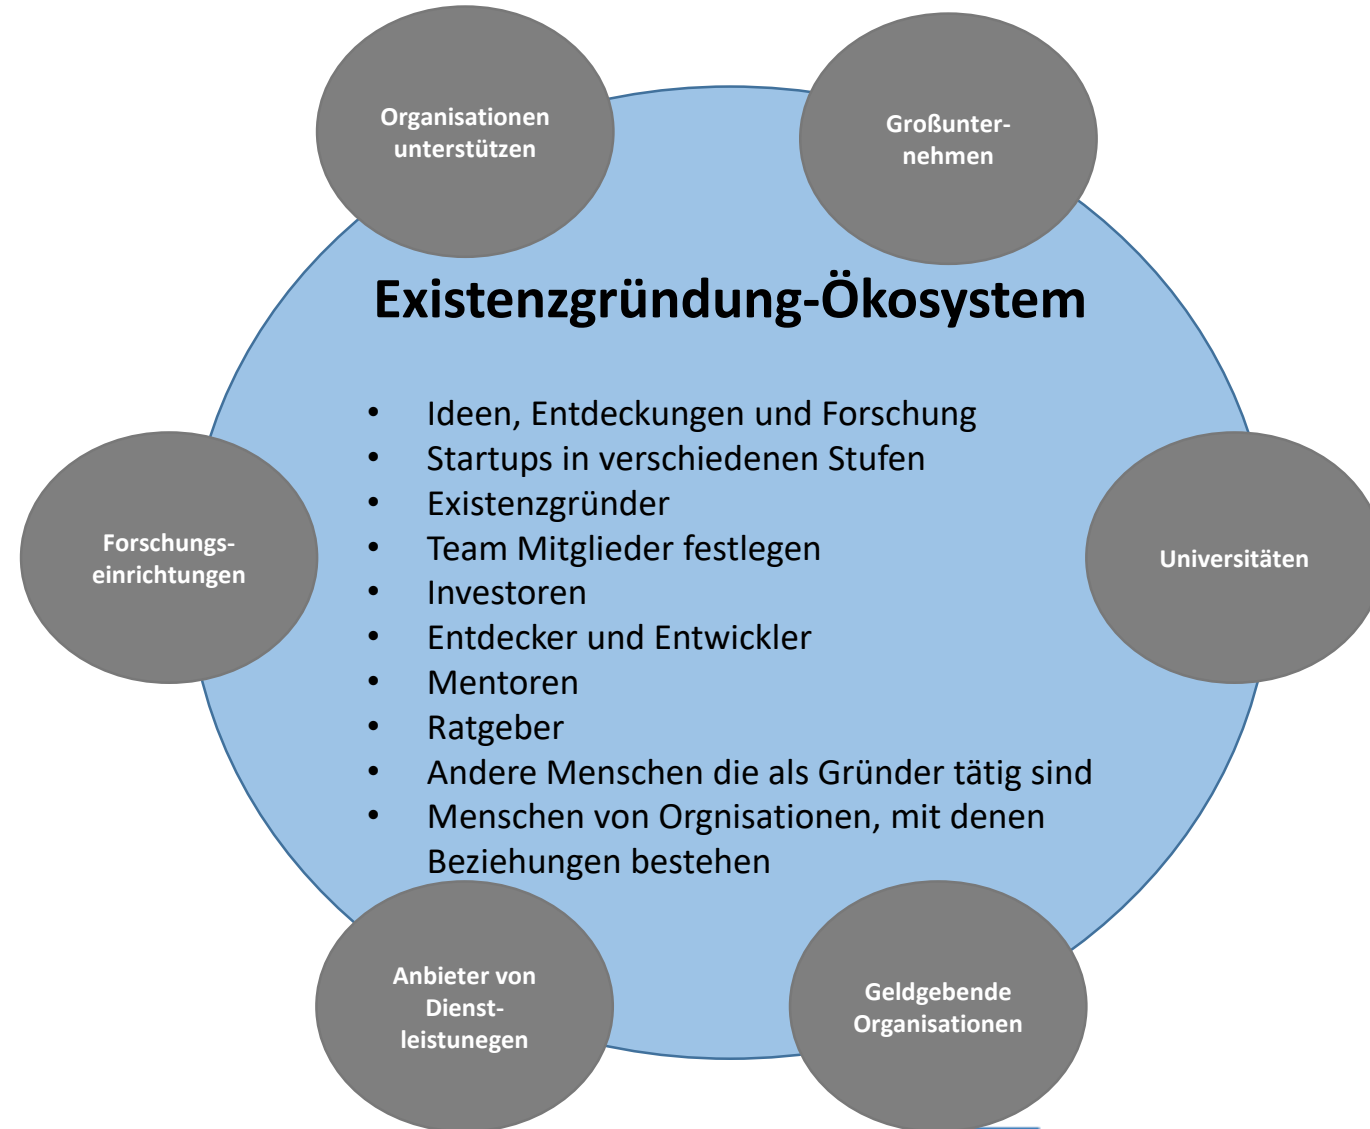 Organisationen
unterstützen
Großunter-
nehmen
Existenzgründung-Ökosystem
• Ideen, Entdeckungen und Forschung
• Startups in verschiedenen Stufen
• Existenzgründer
• Team Mitglieder festlegen
• Investoren
• Entdecker und Entwickler
• Mentoren
• Ratgeber
• Andere Menschen die als Gründer tätig sind
• Menschen von Orgnisationen, mit denen
Beziehungen bestehen
Forschungs-
einrichtungen
Universitäten
Anbieter von
Dienst-
leistunegen
Geldgebende
Organisationen